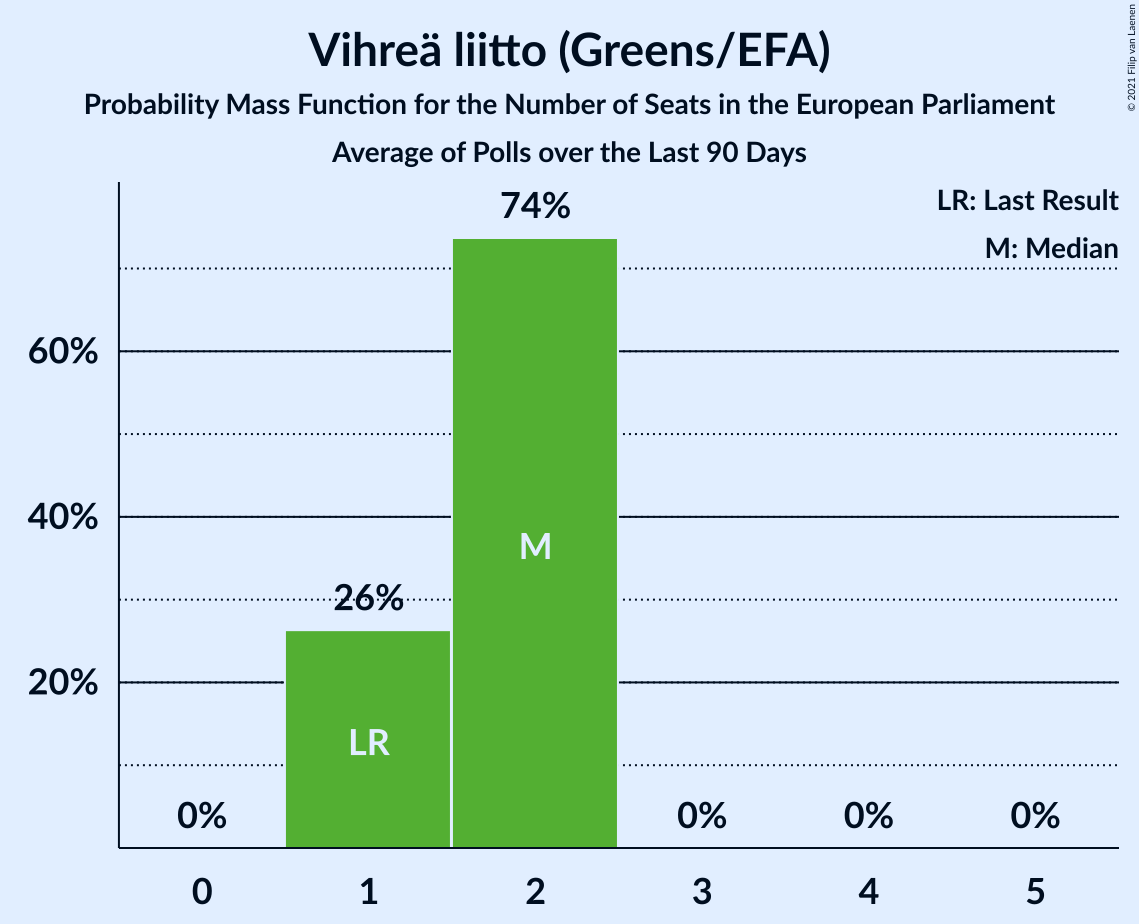 Vihreä liitto (Greens/EFA)
Probability Mass Function for the Number of Seats in the European Parliament
Average of Polls over the Last 90 Days
© 2021 Filip van Laenen
LR: Last Result
M: Median
74%
60%
40%
M
26%
20%
LR
0%
0%
0%
0%
0 1 2 3 4 5